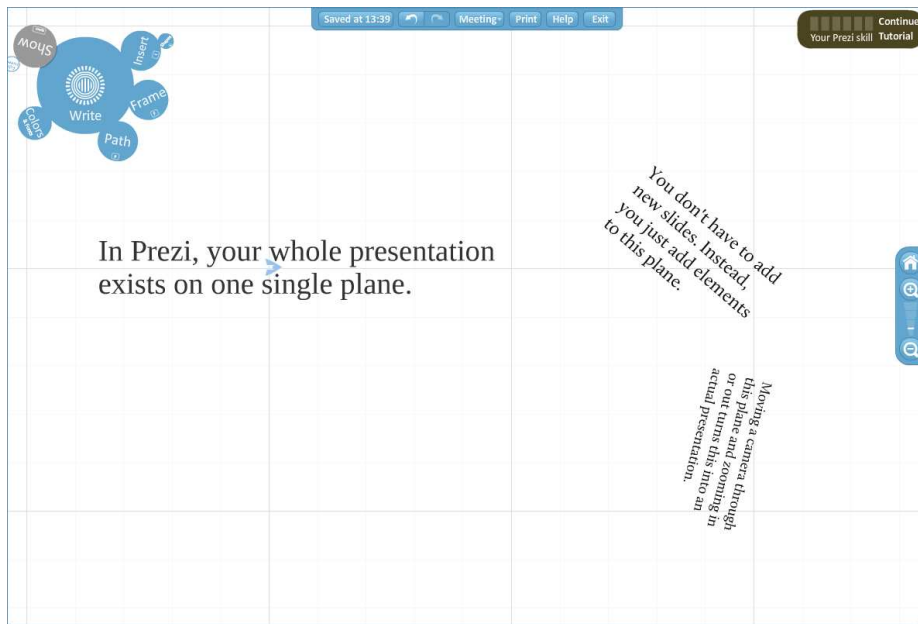 Saved at 13:39
Meeting
Print
Help
Exit
Continue
Tutorial
Your Prezi skill
Show
Write
Insert
Frame
Path
Colors
In Prezi, your whole presentation
exists on one single plane.
You don't have to add
new slides. Instead,
you just add elements
to this plane.
Moving a camera through
this plane and zooming in
or out turns this into an
actual presentation.